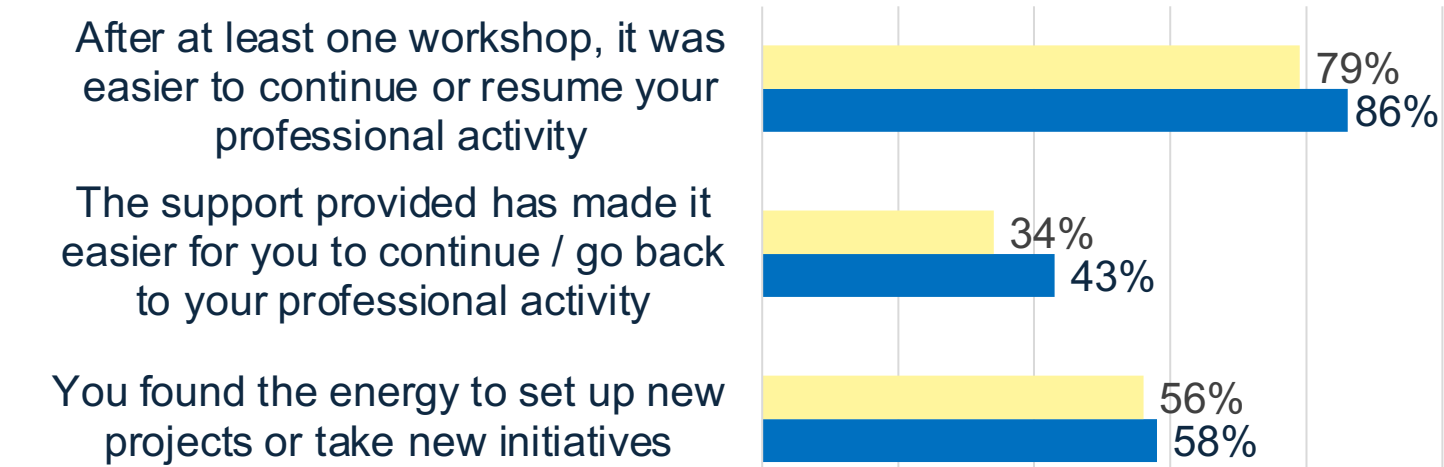 After at least one workshop, it was
easier to continue or resume your
professional activity
79%
86%
The support provided has made it
easier for you to continue / go back
to your professional activity
34%
43%
You found the energy to set up new
projects or take new initiatives
56%
58%